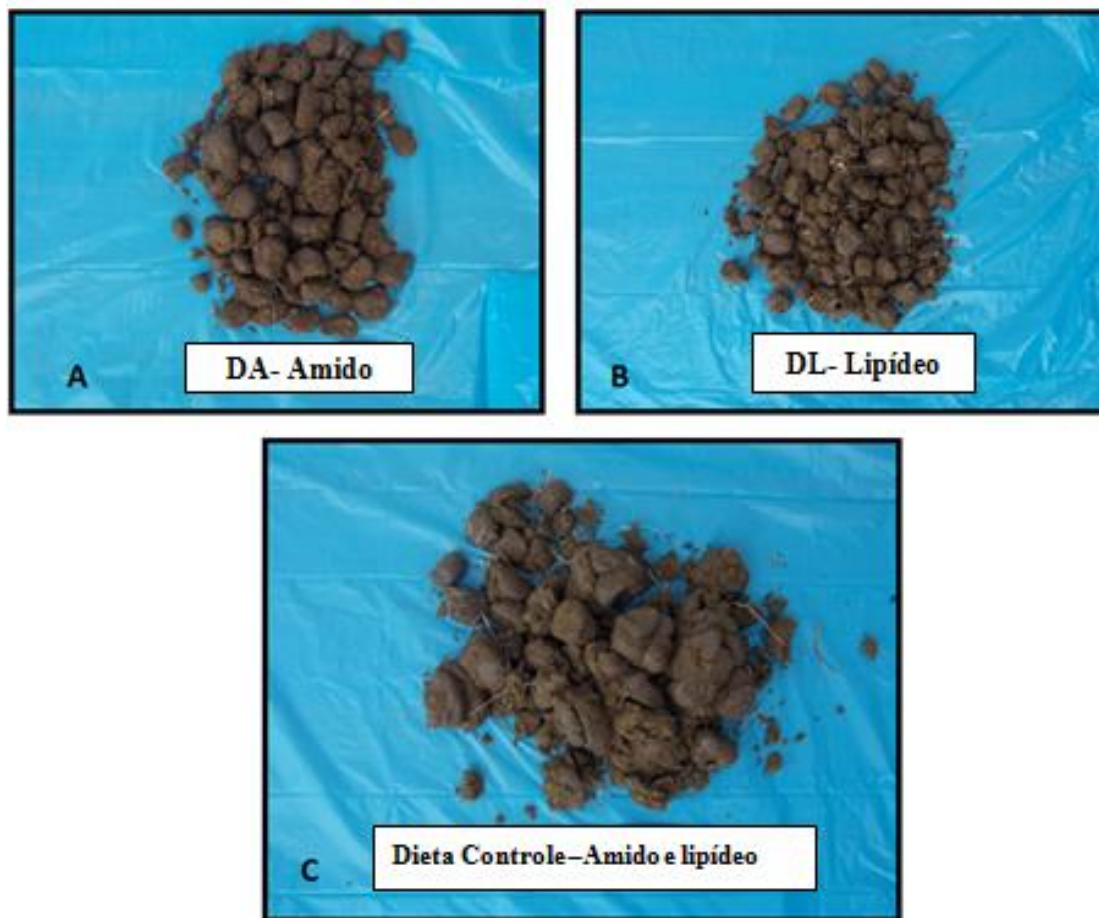 A
DA- Amido
B
DL- Lipídeo
C
Dieta Controle–Amido e lipídeo